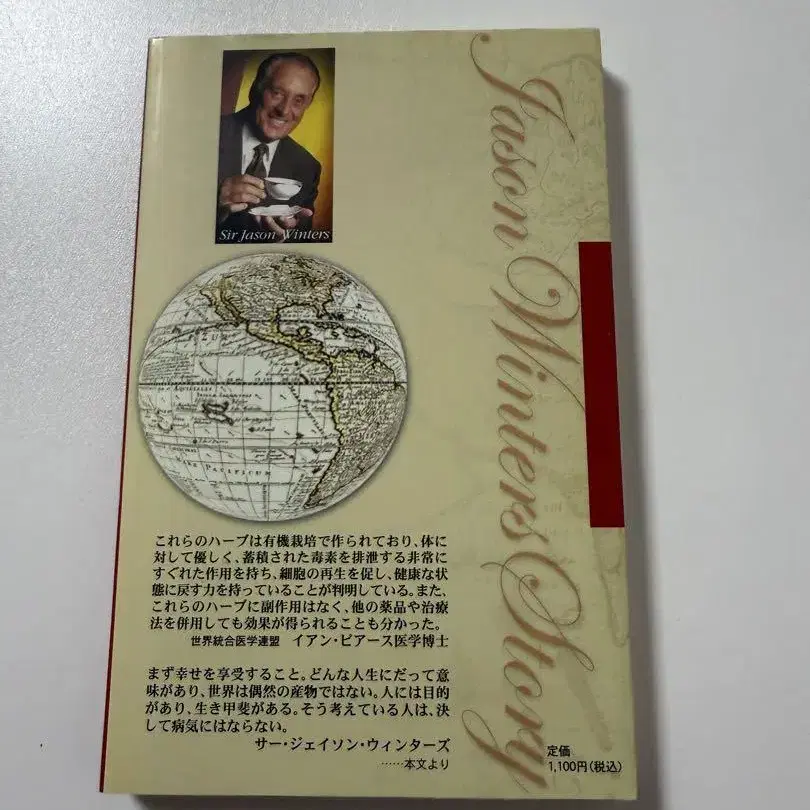 Sir Jason Winters
Jason Winters Story
これらのハーブは有機栽培で作られており、体に
対して優しく、蓄積された毒素を排泄する非常に
すぐれた作用を持ち、細胞の再生を促し、健康な状
態に戻す力を持っていることが判明している。また、
これらのハーブに副作用はなく、他の薬品や治療
法を併用しても効果が得られることも分かった。
世界統合医学連盟 イアン・ピアース医学博士
まず幸せを享受すること。どんな人生にだって意
味があり、世界は偶然の産物ではない。人には目的
があり、生き甲斐がある。そう考えている人は、決
して病気にはならない。
サー・ジェイソン・ウィンターズ
……本文より
定価
1,100円(税込)